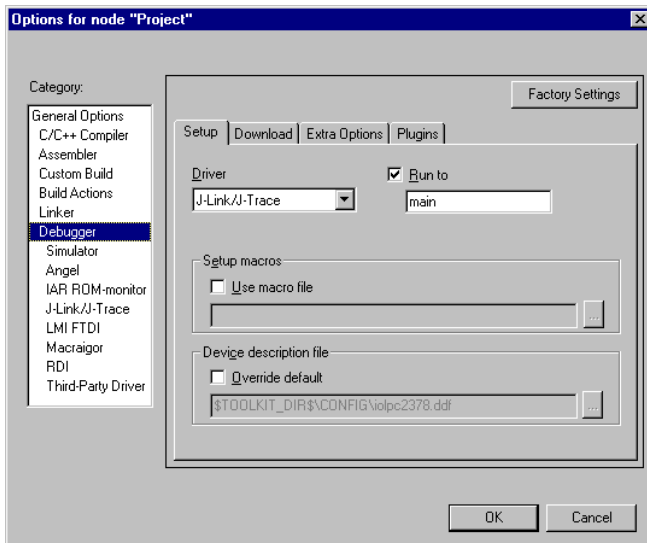 Options for node "Project"
Category:
General Options
C/C++ Compiler
Assembler
Custom Build
Build Actions
Linker
Debugger
Simulator
Angel
IAR ROM-monitor
J-Link/J-Trace
LMI FTDI
Macraigor
RDI
Third-Party Driver
Factory Settings
Setup Download Extra Options Plugins
Driver
Run to
J-Link/J-Trace
main
Setup macros
Use macro file
...
Device description file
Override default
$TOOLKIT_DIR$\CONFIG\iolpc2378.ddf
...
OK Cancel